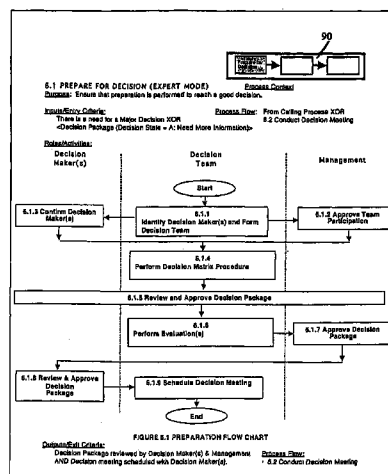 90
Process Context
5.1 PREPARE FOR DECISION (EXPERT MODE)
Purpose: Ensure that preparation is performed to reach a good decision.
Inputs/Entry Criteria:
There is a need for a Major Decision XOR
<Decision Package (Decision State = A: Need More Information)>
Process Flow: From Calling Process XOR
5.2 Conduct Decision Meeting
Roles/Activities:
Decision
Maker(s)
Decision
Team
Management
Start
5.1.3 Confirm Decision
Maker(s)
5.1.1
Identify Decision Maker(s) and Form
Decision Team
5.1.2 Approve Team
Participation
5.1.4
Perform Decision Matrix Procedure
5.1.5 Review and Approve Decision Package
5.1.6
Perform Evaluation(s)
5.1.7 Approve Decision
Package
5.1.8 Review & Approve
Decision
Package
5.1.9 Schedule Decision Meeting
End
FIGURE 5.1 PREPARATION FLOW CHART
Outputs/Exit Criteria:
Decision Package reviewed by Decision Maker(s) & Management
AND Decision meeting scheduled with Decision Maker(s).
Process Flow:
5.2 Conduct Decision Meeting